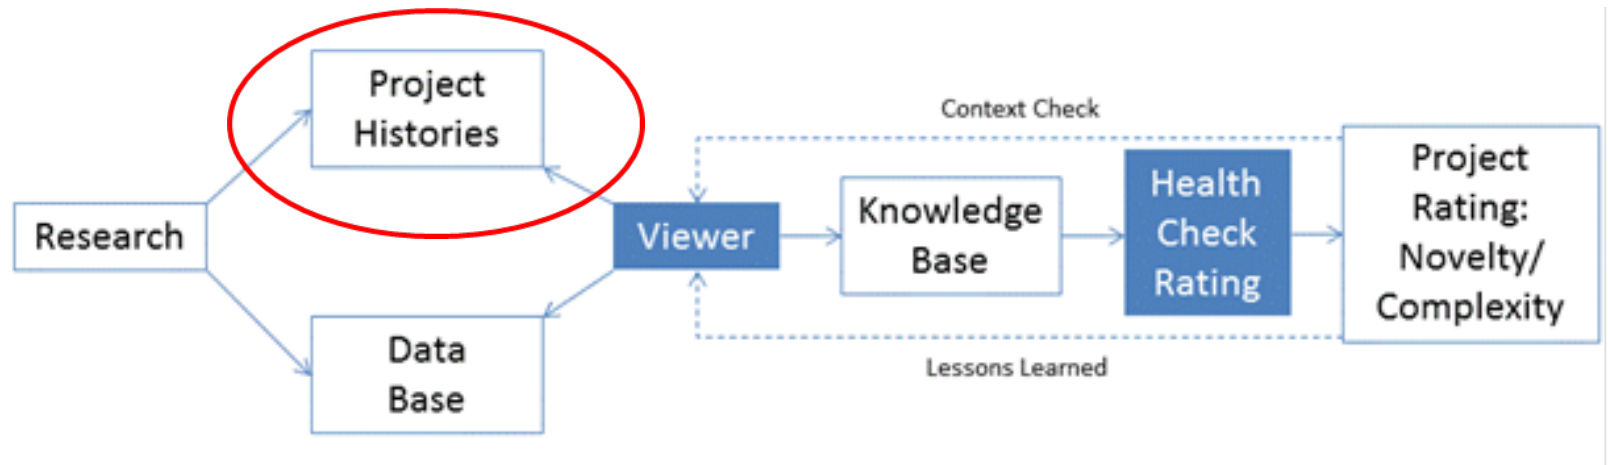 Project
Histories
Research
Data
Base
Viewer
Context Check
Knowledge
Base
Health
Check
Rating
Project
Rating:
Novelty/
Complexity
Lessons Learned